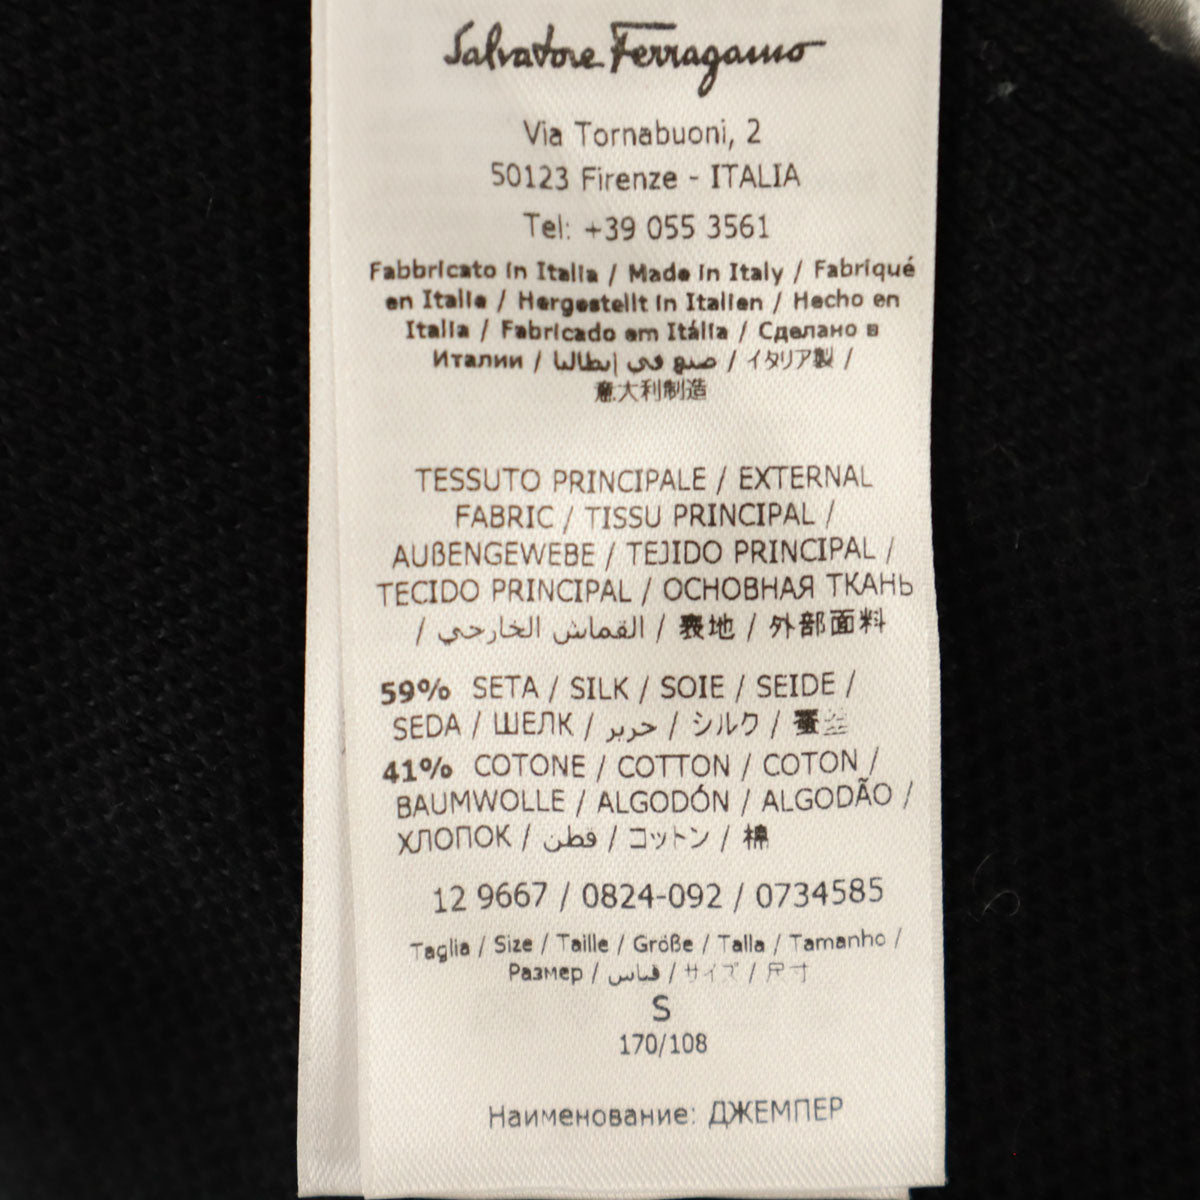 Salvatore Ferragamo
Via Tornabuoni, 2
50123 Firenze - ITALIA
Tel: +39 055 3561
Fabbricato in Italia / Made in Italy / Fabriqué
en Italie / Hergestellt in Italien / Hecho en
Italia / Fabricado em Itália / Сделано в
Италии / صنع في إيطاليا / イタリア製 /
意大利制造
TESSUTO PRINCIPALE / EXTERNAL
FABRIC / TISSU PRINCIPAL /
AUßENGEWEBE / TEJIDO PRINCIPAL /
TECIDO PRINCIPAL / ОСНОВНАЯ ТКАНЬ
/ القماش الخارجي / 表地 / 外部面料
59% SETA / SILK / SOIE / SEIDE /
SEDA / ШЕЛК / حرير / シルク / 蚕丝
41% COTONE / COTTON / COTON /
BAUMWOLLE / ALGODÓN / ALGODÃO /
ХЛОПОК / قطن / コットン / 棉
12 9667 / 0824-092 / 0734585
Taglia / Size / Taille / Größe / Talla / Tamanho /
Размер / قياس / サイズ / 尺寸
S
170/108
Наименование: ДЖЕМПЕР